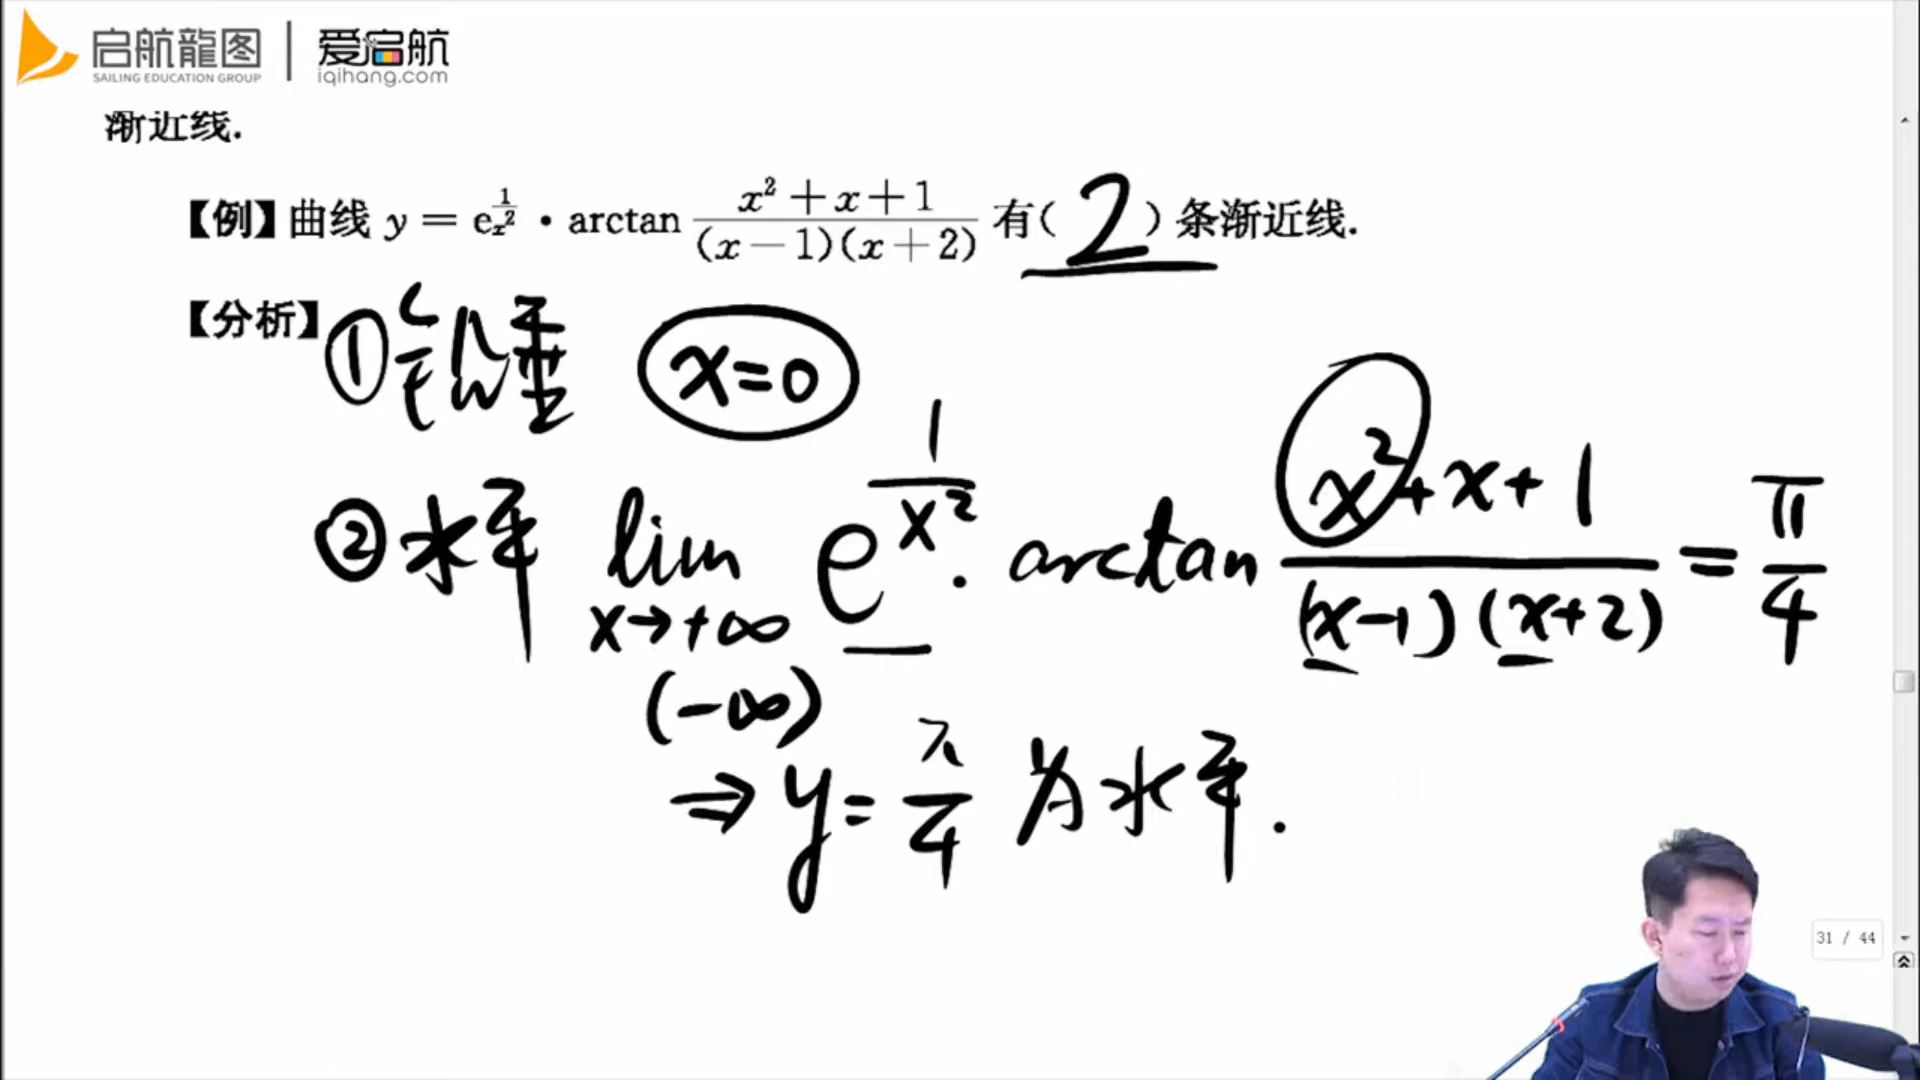 启航龍图 | 爱启航
SAILING EDUCATION GROUP iqihang.com
渐近线.
【例】曲线 y = e^{1/x²} · arctan (x² + x + 1)/((x − 1)(x + 2)) 有( 2 ) 条渐近线.
【分析】① 铅垂 x=0
② 水平 lim_{x→+∞ (-∞)} e^{1/x²} · arctan (x²+x+1)/((x-1)(x+2)) = π/4
⇒ y = π/4 为水平.
31 / 44